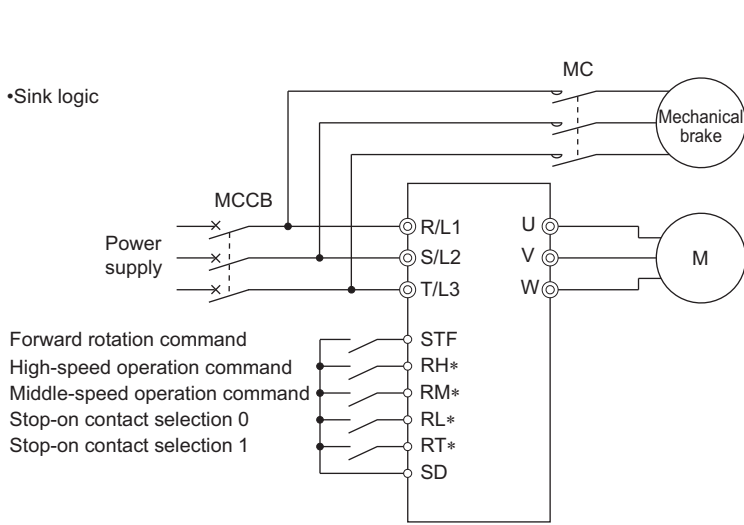 MC
•Sink logic
Mechanical
brake
MCCB
Power
supply
R/L1
S/L2
T/L3
U
V
W
M
Forward rotation command
STF
High-speed operation command
RH*
Middle-speed operation command
RM*
Stop-on contact selection 0
RL*
Stop-on contact selection 1
RT*
SD